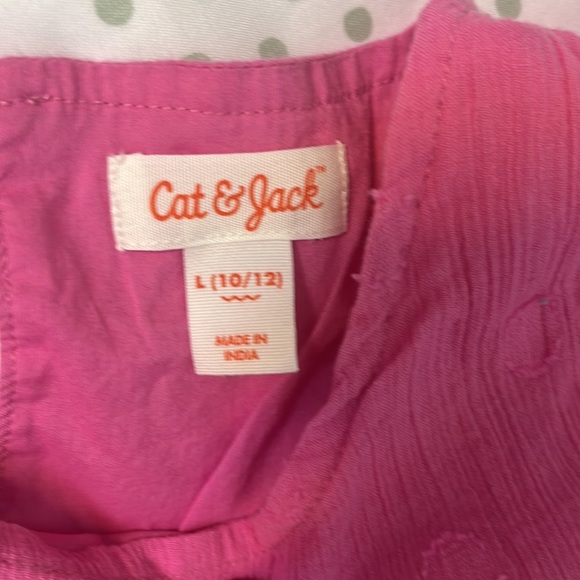 Cat & Jack™
L (10/12)
MADE IN
INDIA